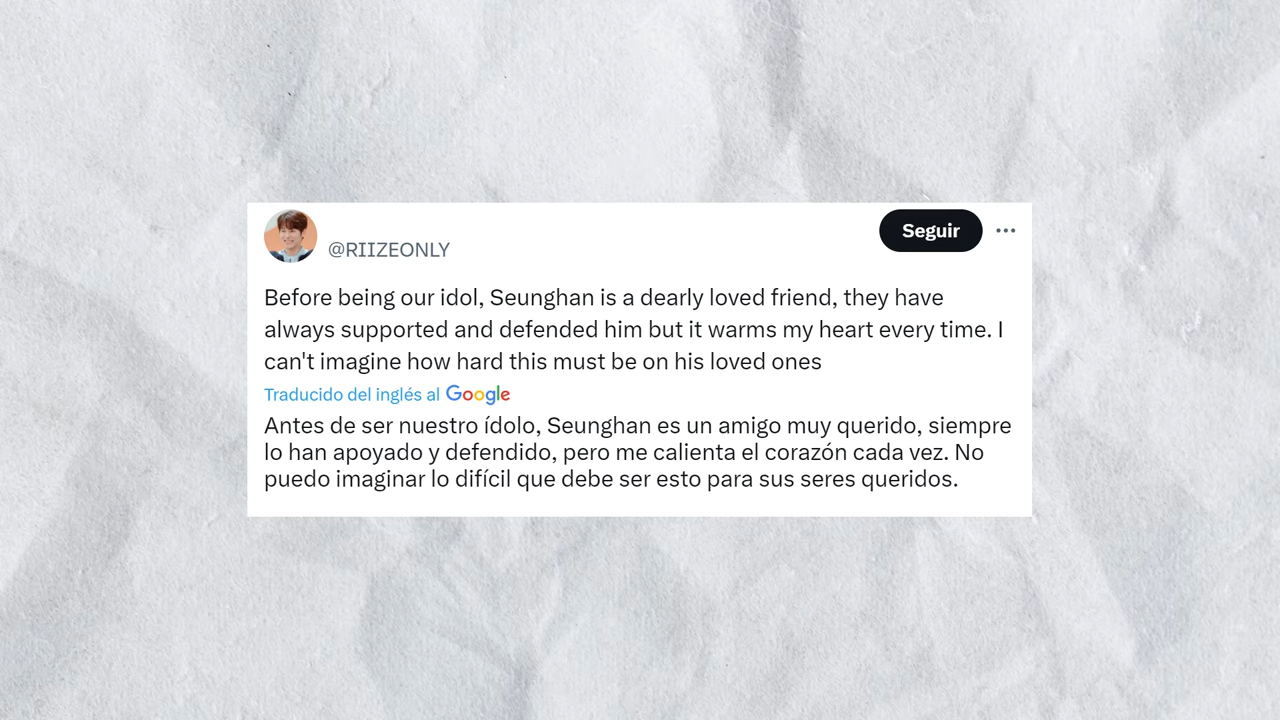 @RIIZEONLY
Seguir
Before being our idol, Seunghan is a dearly loved friend, they have
always supported and defended him but it warms my heart every time. I
can't imagine how hard this must be on his loved ones
Traducido del inglés al Google
Antes de ser nuestro ídolo, Seunghan es un amigo muy querido, siempre
lo han apoyado y defendido, pero me calienta el corazón cada vez. No
puedo imaginar lo difícil que debe ser esto para sus seres queridos.